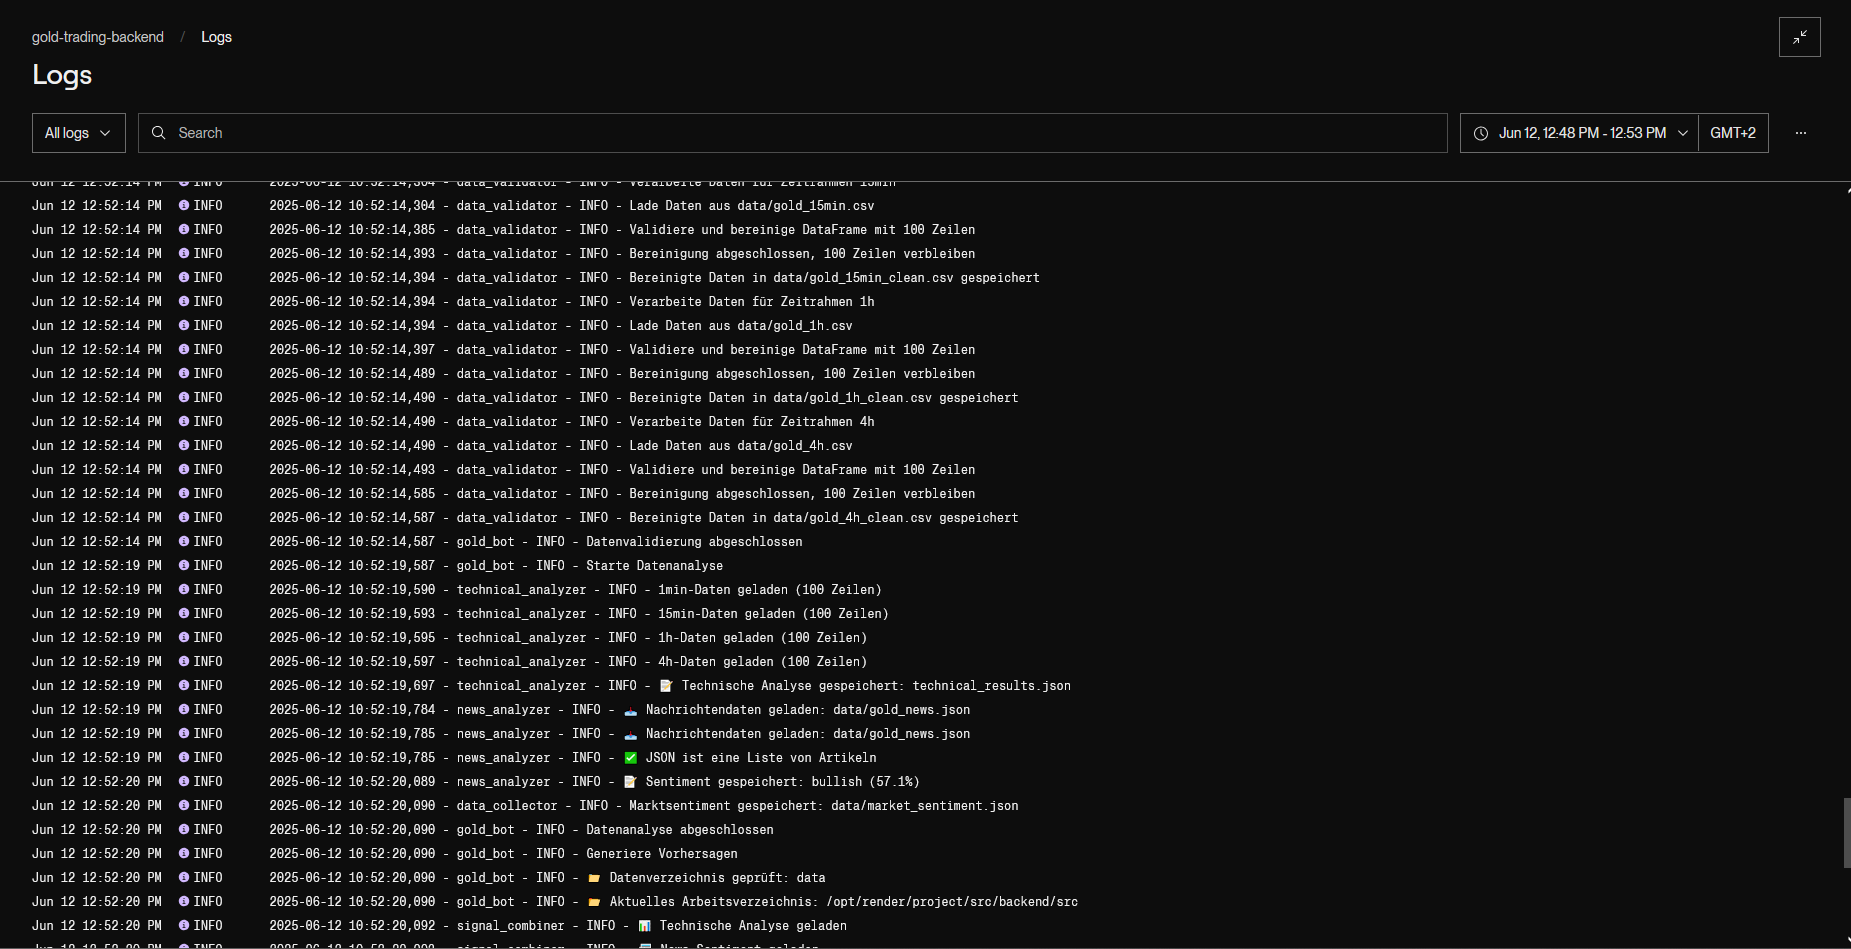 gold-trading-backend / Logs
Logs
All logs Search Jun 12, 12:48 PM - 12:53 PM GMT+2 ...
Jun 12 12:52:14 PM INFO 2025-06-12 10:52:14,304 - data_validator - INFO - Verarbeite Daten für Zeitrahmen 15min
Jun 12 12:52:14 PM INFO 2025-06-12 10:52:14,304 - data_validator - INFO - Lade Daten aus data/gold_15min.csv
Jun 12 12:52:14 PM INFO 2025-06-12 10:52:14,385 - data_validator - INFO - Validiere und bereinige DataFrame mit 100 Zeilen
Jun 12 12:52:14 PM INFO 2025-06-12 10:52:14,393 - data_validator - INFO - Bereinigung abgeschlossen, 100 Zeilen verbleiben
Jun 12 12:52:14 PM INFO 2025-06-12 10:52:14,394 - data_validator - INFO - Bereinigte Daten in data/gold_15min_clean.csv gespeichert
Jun 12 12:52:14 PM INFO 2025-06-12 10:52:14,394 - data_validator - INFO - Verarbeite Daten für Zeitrahmen 1h
Jun 12 12:52:14 PM INFO 2025-06-12 10:52:14,394 - data_validator - INFO - Lade Daten aus data/gold_1h.csv
Jun 12 12:52:14 PM INFO 2025-06-12 10:52:14,397 - data_validator - INFO - Validiere und bereinige DataFrame mit 100 Zeilen
Jun 12 12:52:14 PM INFO 2025-06-12 10:52:14,489 - data_validator - INFO - Bereinigung abgeschlossen, 100 Zeilen verbleiben
Jun 12 12:52:14 PM INFO 2025-06-12 10:52:14,490 - data_validator - INFO - Bereinigte Daten in data/gold_1h_clean.csv gespeichert
Jun 12 12:52:14 PM INFO 2025-06-12 10:52:14,490 - data_validator - INFO - Verarbeite Daten für Zeitrahmen 4h
Jun 12 12:52:14 PM INFO 2025-06-12 10:52:14,490 - data_validator - INFO - Lade Daten aus data/gold_4h.csv
Jun 12 12:52:14 PM INFO 2025-06-12 10:52:14,493 - data_validator - INFO - Validiere und bereinige DataFrame mit 100 Zeilen
Jun 12 12:52:14 PM INFO 2025-06-12 10:52:14,585 - data_validator - INFO - Bereinigung abgeschlossen, 100 Zeilen verbleiben
Jun 12 12:52:14 PM INFO 2025-06-12 10:52:14,587 - data_validator - INFO - Bereinigte Daten in data/gold_4h_clean.csv gespeichert
Jun 12 12:52:14 PM INFO 2025-06-12 10:52:14,587 - gold_bot - INFO - Datenvalidierung abgeschlossen
Jun 12 12:52:19 PM INFO 2025-06-12 10:52:19,587 - gold_bot - INFO - Starte Datenanalyse
Jun 12 12:52:19 PM INFO 2025-06-12 10:52:19,590 - technical_analyzer - INFO - 1min-Daten geladen (100 Zeilen)
Jun 12 12:52:19 PM INFO 2025-06-12 10:52:19,593 - technical_analyzer - INFO - 15min-Daten geladen (100 Zeilen)
Jun 12 12:52:19 PM INFO 2025-06-12 10:52:19,595 - technical_analyzer - INFO - 1h-Daten geladen (100 Zeilen)
Jun 12 12:52:19 PM INFO 2025-06-12 10:52:19,597 - technical_analyzer - INFO - 4h-Daten geladen (100 Zeilen)
Jun 12 12:52:19 PM INFO 2025-06-12 10:52:19,697 - technical_analyzer - INFO - 📝 Technische Analyse gespeichert: technical_results.json
Jun 12 12:52:19 PM INFO 2025-06-12 10:52:19,784 - news_analyzer - INFO - 📥 Nachrichtendaten geladen: data/gold_news.json
Jun 12 12:52:19 PM INFO 2025-06-12 10:52:19,785 - news_analyzer - INFO - 📥 Nachrichtendaten geladen: data/gold_news.json
Jun 12 12:52:19 PM INFO 2025-06-12 10:52:19,785 - news_analyzer - INFO - ✅ JSON ist eine Liste von Artikeln
Jun 12 12:52:20 PM INFO 2025-06-12 10:52:20,089 - news_analyzer - INFO - 📝 Sentiment gespeichert: bullish (57.1%)
Jun 12 12:52:20 PM INFO 2025-06-12 10:52:20,090 - data_collector - INFO - Marktsentiment gespeichert: data/market_sentiment.json
Jun 12 12:52:20 PM INFO 2025-06-12 10:52:20,090 - gold_bot - INFO - Datenanalyse abgeschlossen
Jun 12 12:52:20 PM INFO 2025-06-12 10:52:20,090 - gold_bot - INFO - Generiere Vorhersagen
Jun 12 12:52:20 PM INFO 2025-06-12 10:52:20,090 - gold_bot - INFO - 📂 Datenverzeichnis geprüft: data
Jun 12 12:52:20 PM INFO 2025-06-12 10:52:20,090 - gold_bot - INFO - 📂 Aktuelles Arbeitsverzeichnis: /opt/render/project/src/backend/src
Jun 12 12:52:20 PM INFO 2025-06-12 10:52:20,092 - signal_combiner - INFO - 📊 Technische Analyse geladen